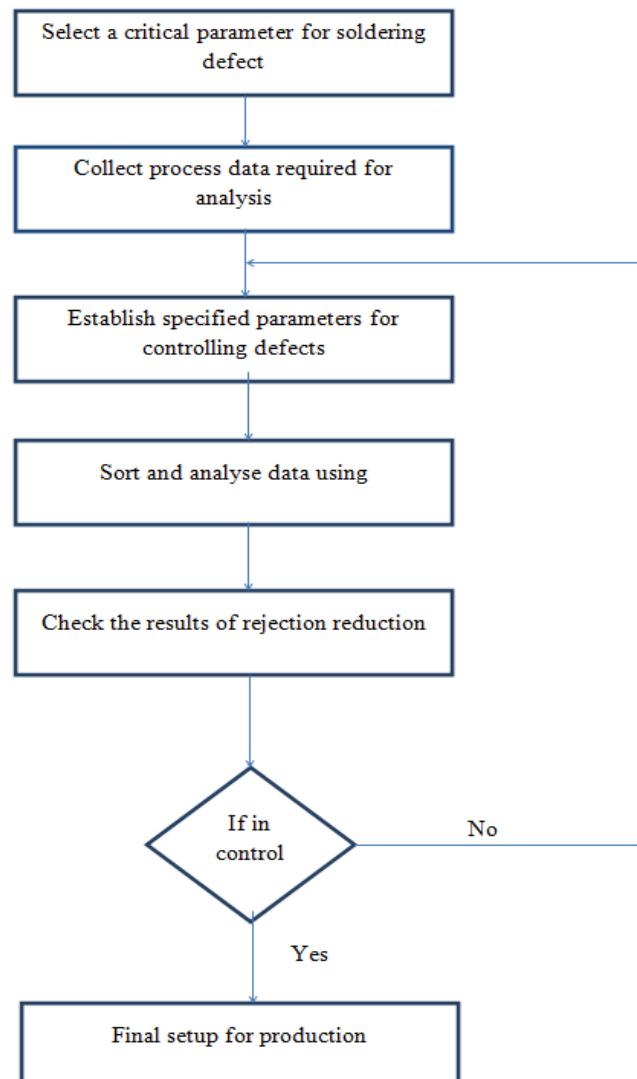 Select a critical parameter for soldering
defect
Collect process data required for
analysis
Establish specified parameters for
controlling defects
Sort and analyse data using
Check the results of rejection reduction
If in
control
No
Yes
Final setup for production